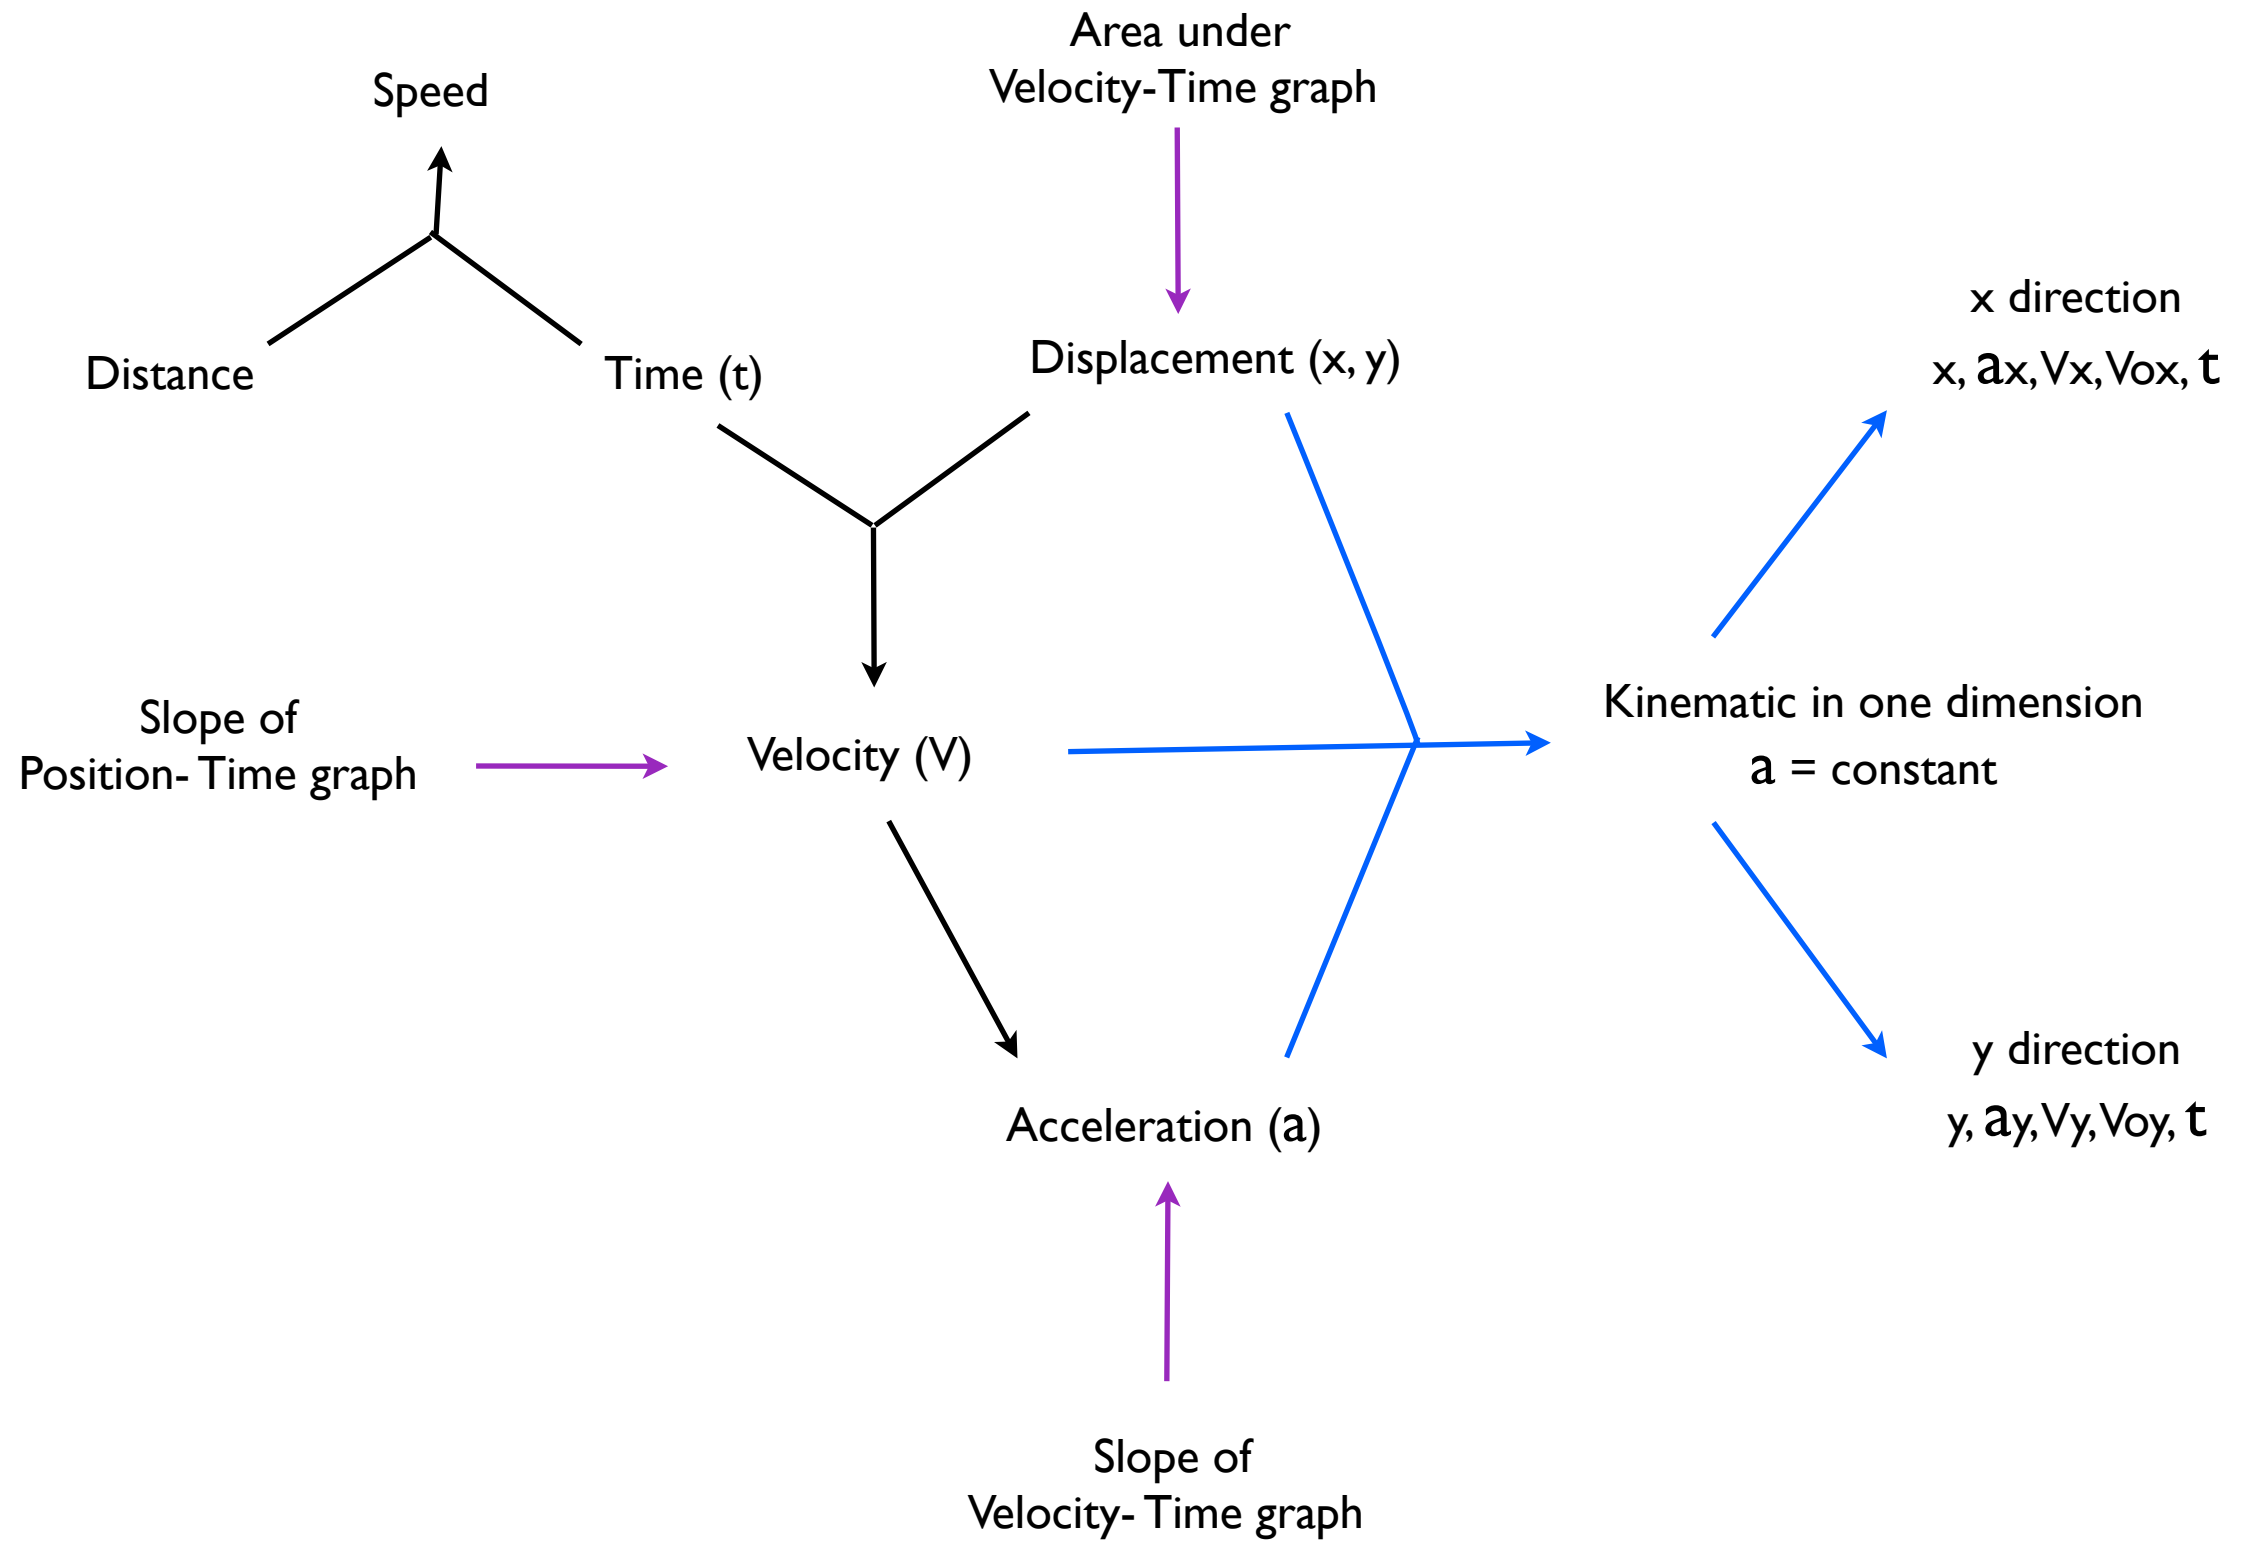 Area under
Velocity-Time graph
Speed
x direction
x, ax, Vx, Vox, t
Distance
Time (t)
Displacement (x, y)
Slope of
Position- Time graph
Velocity (V)
Kinematic in one dimension
a = constant
y direction
y, ay, Vy, Voy, t
Acceleration (a)
Slope of
Velocity- Time graph